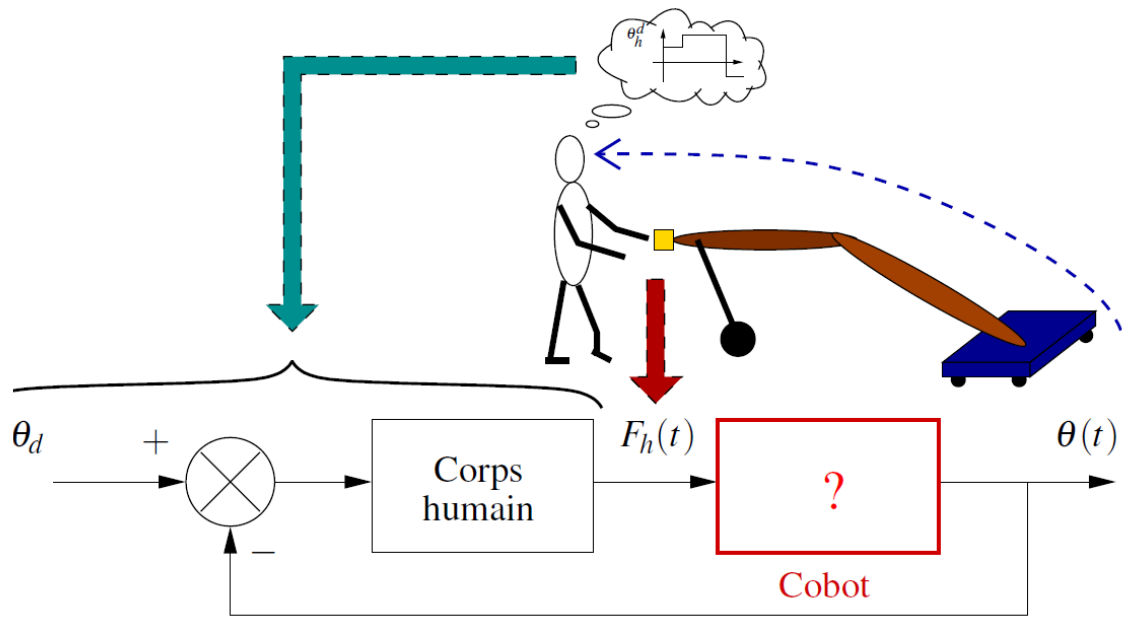 θ_h^d
θ_d
+
−
Corps
humain
F_h(t)
?
Cobot
θ(t)